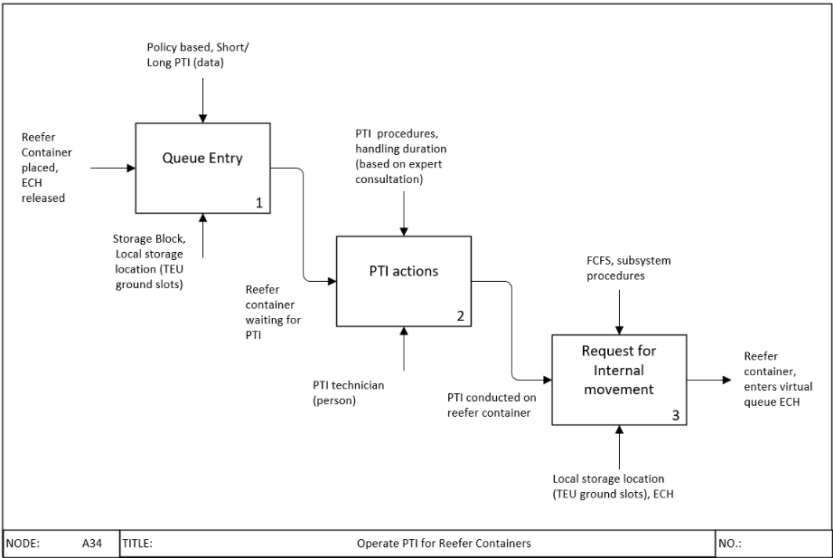 Policy based, Short/
Long PTI (data)
Reefer
Container
placed,
ECH
released
Queue Entry
1
Storage Block,
Local storage
location (TEU
ground slots)
PTI procedures,
handling duration
(based on expert
consultation)
Reefer
container
waiting for
PTI
PTI actions
2
PTI technician
(person)
FCFS, subsystem
procedures
PTI conducted on
reefer container
Request for
Internal
movement
3
Reefer
container,
enters virtual
queue ECH
Local storage location
(TEU ground slots), ECH
NODE: A34 TITLE: Operate PTI for Reefer Containers NO.: